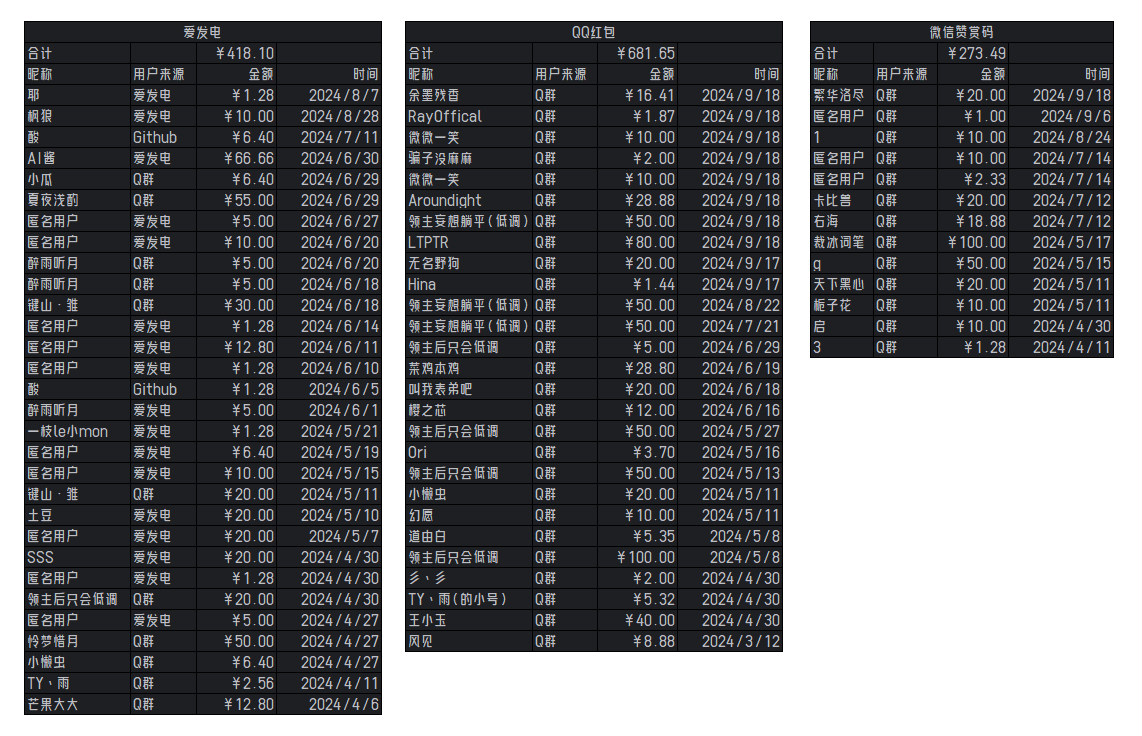 爱发电
合计 ¥418.10
昵称 用户来源 金额 时间
耶 爱发电 ¥1.28 2024/8/7
枫狼 爱发电 ¥10.00 2024/8/28
酸 Github ¥6.40 2024/7/11
AI酱 爱发电 ¥66.66 2024/6/30
小瓜 Q群 ¥6.40 2024/6/29
夏夜浅酌 Q群 ¥55.00 2024/6/29
匿名用户 爱发电 ¥5.00 2024/6/27
匿名用户 爱发电 ¥10.00 2024/6/20
醉雨听月 Q群 ¥5.00 2024/6/20
醉雨听月 Q群 ¥5.00 2024/6/18
键山·雏 Q群 ¥30.00 2024/6/18
匿名用户 爱发电 ¥1.28 2024/6/14
匿名用户 爱发电 ¥12.80 2024/6/11
匿名用户 爱发电 ¥1.28 2024/6/10
酸 Github ¥1.28 2024/6/5
醉雨听月 爱发电 ¥5.00 2024/6/1
一枝le小mon 爱发电 ¥1.28 2024/5/21
匿名用户 爱发电 ¥6.40 2024/5/19
匿名用户 爱发电 ¥10.00 2024/5/15
键山·雏 Q群 ¥20.00 2024/5/11
土豆 爱发电 ¥20.00 2024/5/10
匿名用户 爱发电 ¥20.00 2024/5/7
SSS 爱发电 ¥20.00 2024/4/30
匿名用户 爱发电 ¥1.28 2024/4/30
领主后只会低调 Q群 ¥20.00 2024/4/30
匿名用户 爱发电 ¥5.00 2024/4/27
怜梦惜月 Q群 ¥50.00 2024/4/27
小懒虫 Q群 ¥6.40 2024/4/27
TY丶雨 Q群 ¥2.56 2024/4/11
芒果大大 Q群 ¥12.80 2024/4/6
QQ红包
合计 ¥681.65
昵称 用户来源 金额 时间
余墨残香 Q群 ¥16.41 2024/9/18
RayOffical Q群 ¥1.87 2024/9/18
微微一笑 Q群 ¥10.00 2024/9/18
骗子没麻麻 Q群 ¥2.00 2024/9/18
微微一笑 Q群 ¥10.00 2024/9/18
Aroundight Q群 ¥28.88 2024/9/18
领主妄想躺平(低调) Q群 ¥50.00 2024/9/18
LTPTR Q群 ¥80.00 2024/9/18
无名野狗 Q群 ¥20.00 2024/9/17
Hina Q群 ¥1.44 2024/9/17
领主妄想躺平(低调) Q群 ¥50.00 2024/8/22
领主妄想躺平(低调) Q群 ¥50.00 2024/7/21
领主后只会低调 Q群 ¥5.00 2024/6/29
菜鸡本鸡 Q群 ¥28.80 2024/6/19
叫我表弟吧 Q群 ¥20.00 2024/6/18
樱之芯 Q群 ¥12.00 2024/6/16
领主后只会低调 Q群 ¥50.00 2024/5/27
Ori Q群 ¥3.70 2024/5/16
领主后只会低调 Q群 ¥50.00 2024/5/13
小懒虫 Q群 ¥20.00 2024/5/11
幻愿 Q群 ¥10.00 2024/5/11
道由白 Q群 ¥5.35 2024/5/8
领主后只会低调 Q群 ¥100.00 2024/5/8
彡丶彡 Q群 ¥2.00 2024/4/30
TY丶雨(的小号) Q群 ¥5.32 2024/4/30
王小玉 Q群 ¥40.00 2024/4/30
风见 Q群 ¥8.88 2024/3/12
微信赞赏码
合计 ¥273.49
昵称 用户来源 金额 时间
繁华落尽 Q群 ¥20.00 2024/9/18
匿名用户 Q群 ¥1.00 2024/9/6
1 Q群 ¥10.00 2024/8/24
匿名用户 Q群 ¥10.00 2024/7/14
匿名用户 Q群 ¥2.33 2024/7/14
卡比兽 Q群 ¥20.00 2024/7/12
右海 Q群 ¥18.88 2024/7/12
裁冰词笔 Q群 ¥100.00 2024/5/17
q Q群 ¥50.00 2024/5/15
天下黑心 Q群 ¥20.00 2024/5/11
栀子花 Q群 ¥10.00 2024/5/11
启 Q群 ¥10.00 2024/4/30
3 Q群 ¥1.28 2024/4/11